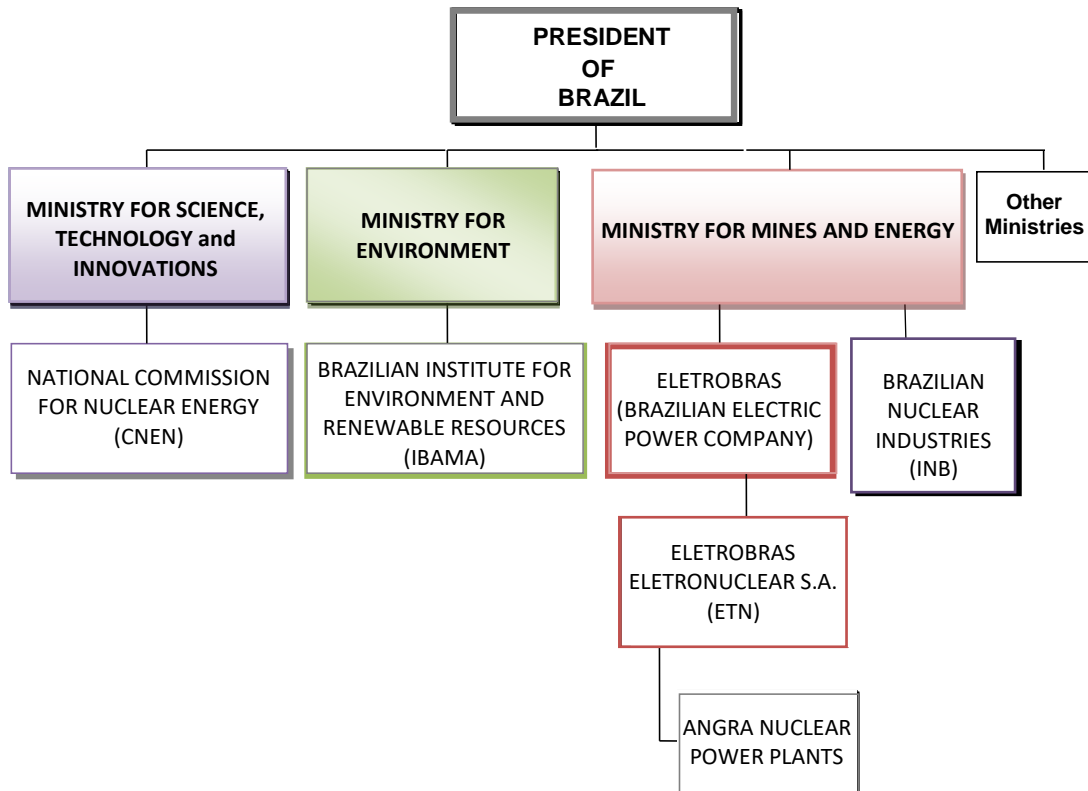 PRESIDENT
OF
BRAZIL
MINISTRY FOR SCIENCE,
TECHNOLOGY and
INNOVATIONS
MINISTRY FOR
ENVIRONMENT
MINISTRY FOR MINES AND ENERGY
Other
Ministries
NATIONAL COMMISSION
FOR NUCLEAR ENERGY
(CNEN)
BRAZILIAN INSTITUTE FOR
ENVIRONMENT AND
RENEWABLE RESOURCES
(IBAMA)
ELETROBRAS
(BRAZILIAN ELECTRIC
POWER COMPANY)
BRAZILIAN
NUCLEAR
INDUSTRIES
(INB)
ELETROBRAS
ELETRONUCLEAR S.A.
(ETN)
ANGRA NUCLEAR
POWER PLANTS